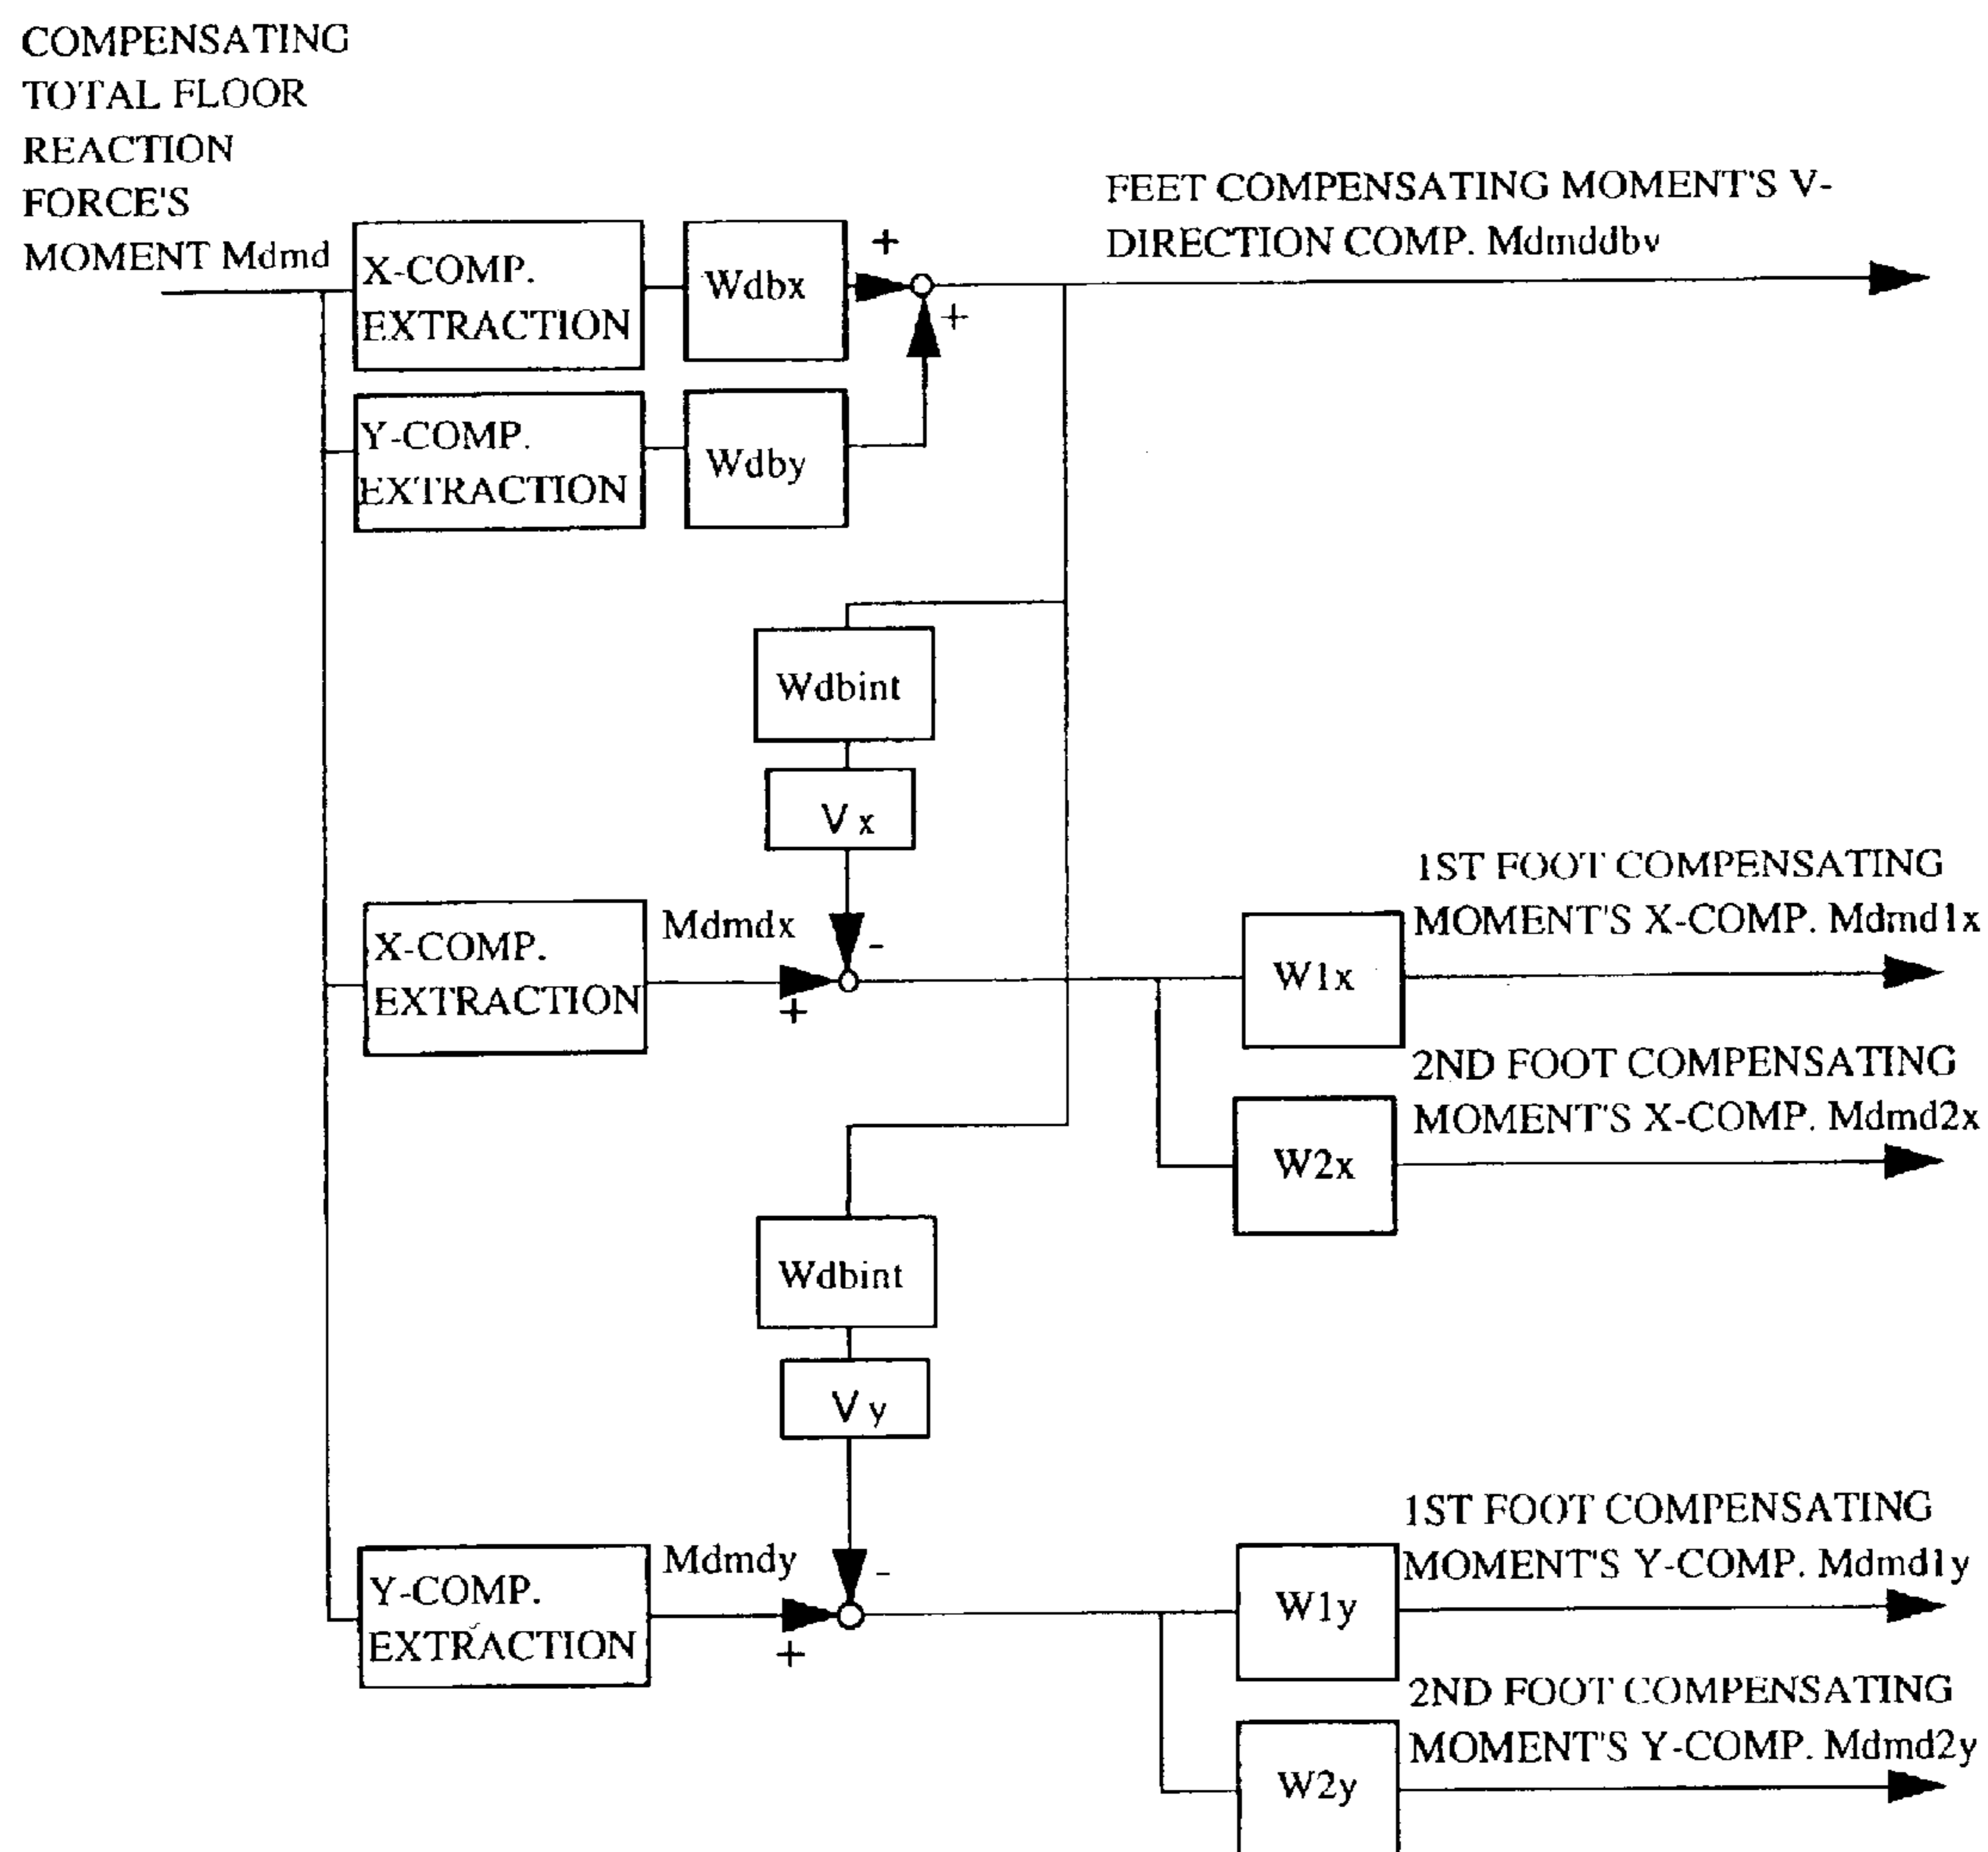 COMPENSATING
TOTAL FLOOR
REACTION
FORCE'S
MOMENT Mdmd
X-COMP.
EXTRACTION
Wdbx
+
+
FEET COMPENSATING MOMENT'S V-
DIRECTION COMP. Mdmddbv
Y-COMP.
EXTRACTION
Wdby
Wdbint
Vx
X-COMP.
EXTRACTION
Mdmdx
-
+
W1x
1ST FOOT COMPENSATING
MOMENT'S X-COMP. Mdmd1x
W2x
2ND FOOT COMPENSATING
MOMENT'S X-COMP. Mdmd2x
Wdbint
Vy
Y-COMP.
EXTRACTION
Mdmdy
-
+
W1y
1ST FOOT COMPENSATING
MOMENT'S Y-COMP. Mdmd1y
W2y
2ND FOOT COMPENSATING
MOMENT'S Y-COMP. Mdmd2y